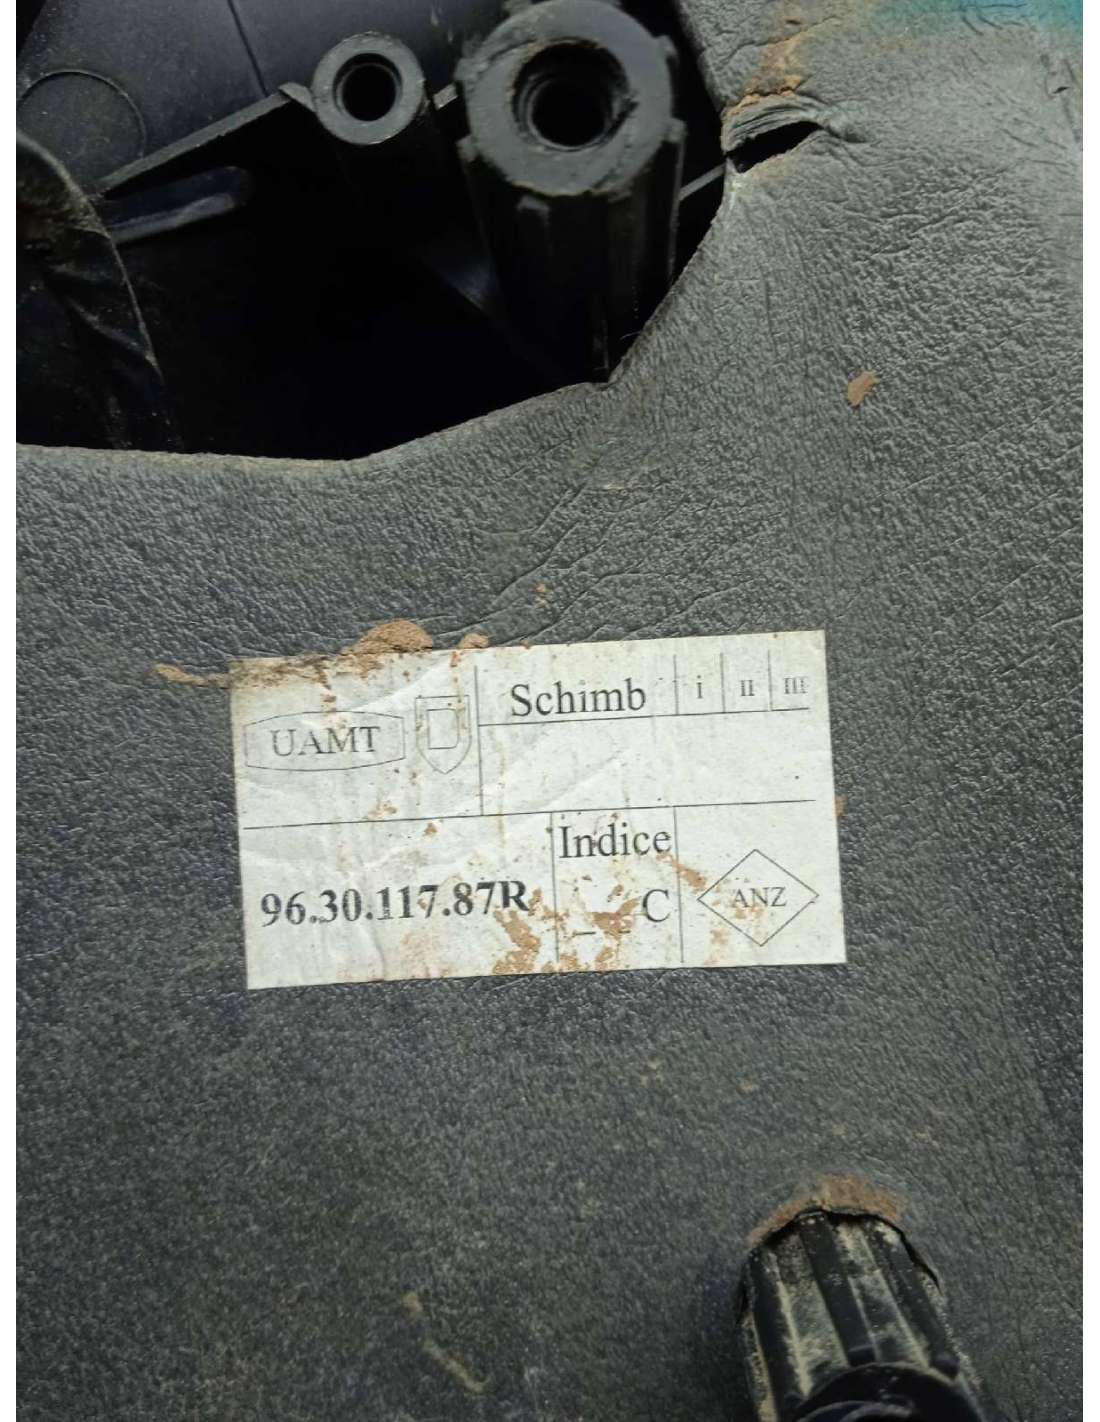 UAMT
Schimb i II III
Indice
96.30.117.87R
C
ANZ